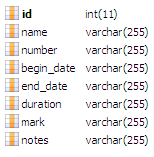 id int(11)
name varchar(255)
number varchar(255)
begin_date varchar(255)
end_date varchar(255)
duration varchar(255)
mark varchar(255)
notes varchar(255)